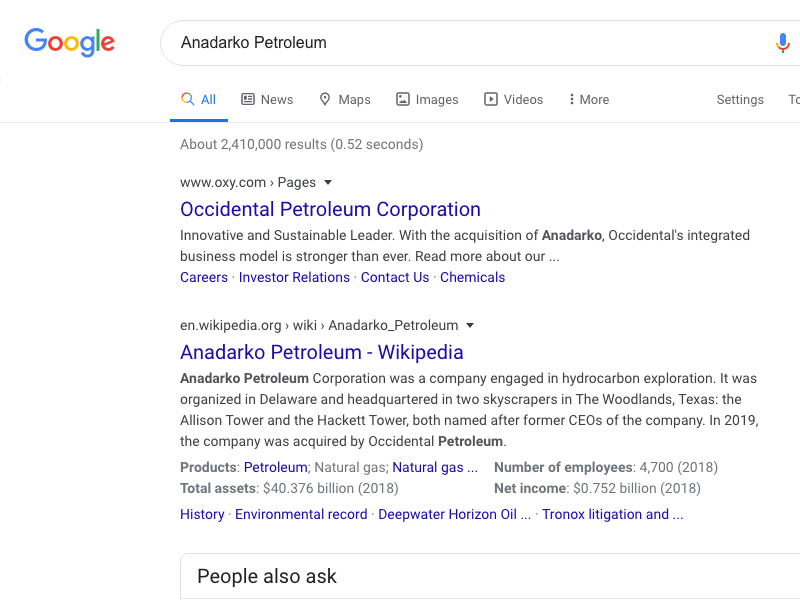 Google
Anadarko Petroleum
All News Maps Images Videos More Settings
About 2,410,000 results (0.52 seconds)
www.oxy.com › Pages
Occidental Petroleum Corporation
Innovative and Sustainable Leader. With the acquisition of Anadarko, Occidental's integrated
business model is stronger than ever. Read more about our ...
Careers · Investor Relations · Contact Us · Chemicals
en.wikipedia.org › wiki › Anadarko_Petroleum
Anadarko Petroleum - Wikipedia
Anadarko Petroleum Corporation was a company engaged in hydrocarbon exploration. It was
organized in Delaware and headquartered in two skyscrapers in The Woodlands, Texas: the
Allison Tower and the Hackett Tower, both named after former CEOs of the company. In 2019,
the company was acquired by Occidental Petroleum.
Products: Petroleum; Natural gas; Natural gas ... Number of employees: 4,700 (2018)
Total assets: $40.376 billion (2018) Net income: $0.752 billion (2018)
History · Environmental record · Deepwater Horizon Oil ... · Tronox litigation and ...
People also ask